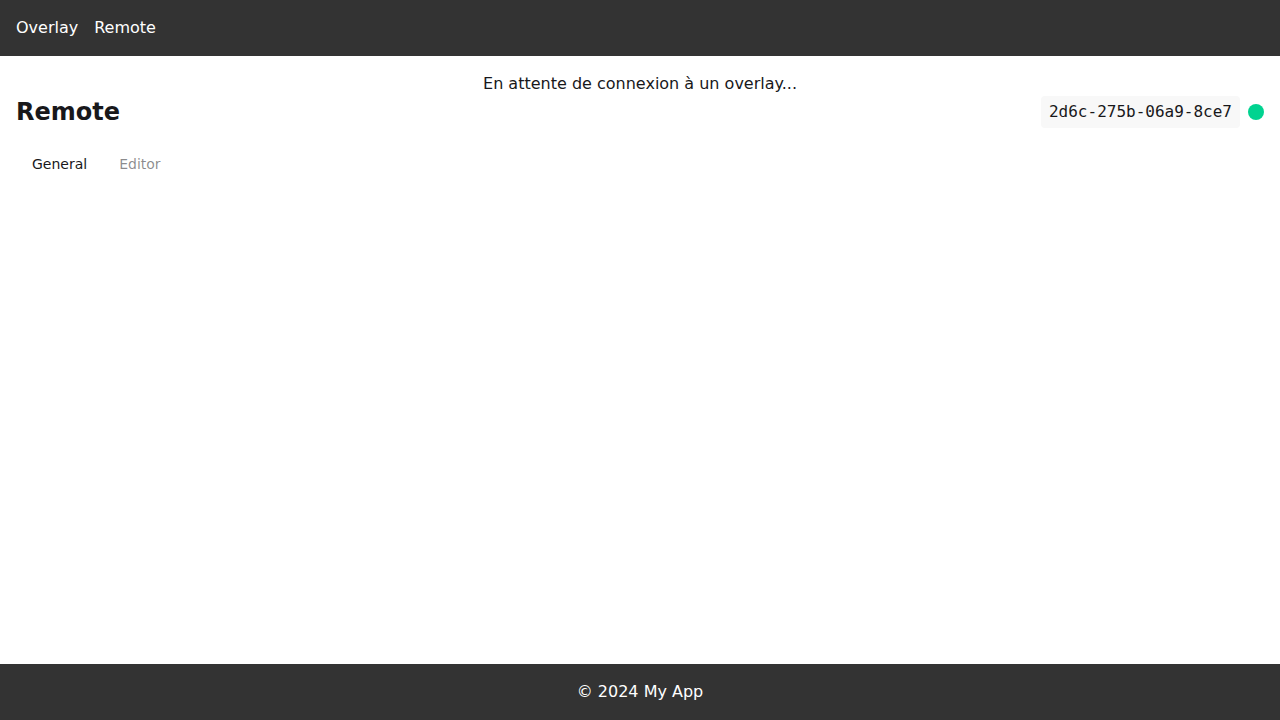 Overlay Remote
En attente de connexion à un overlay...
Remote
2d6c-275b-06a9-8ce7
General Editor
© 2024 My App